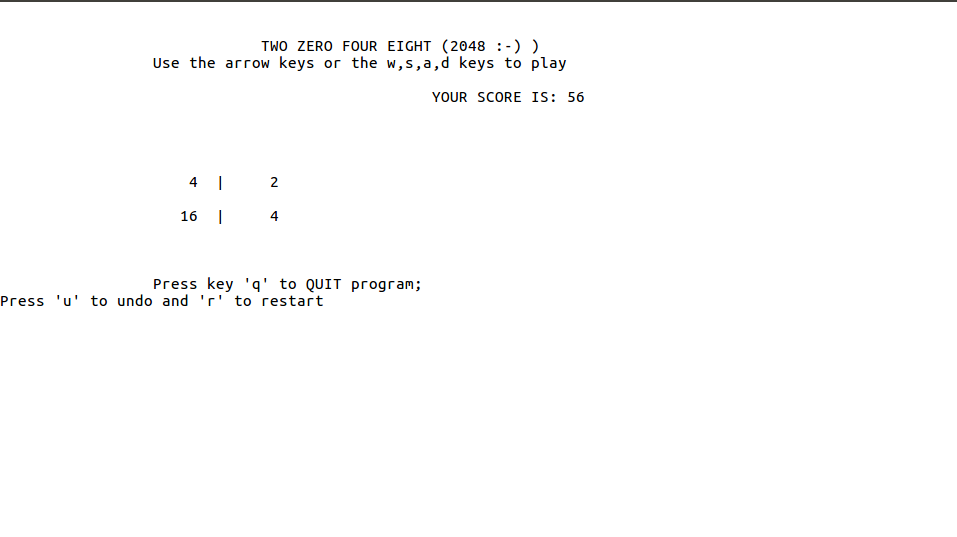 TWO ZERO FOUR EIGHT (2048 :-) )
Use the arrow keys or the w,s,a,d keys to play
YOUR SCORE IS: 56
4 | 2
16 | 4
Press key 'q' to QUIT program;
Press 'u' to undo and 'r' to restart